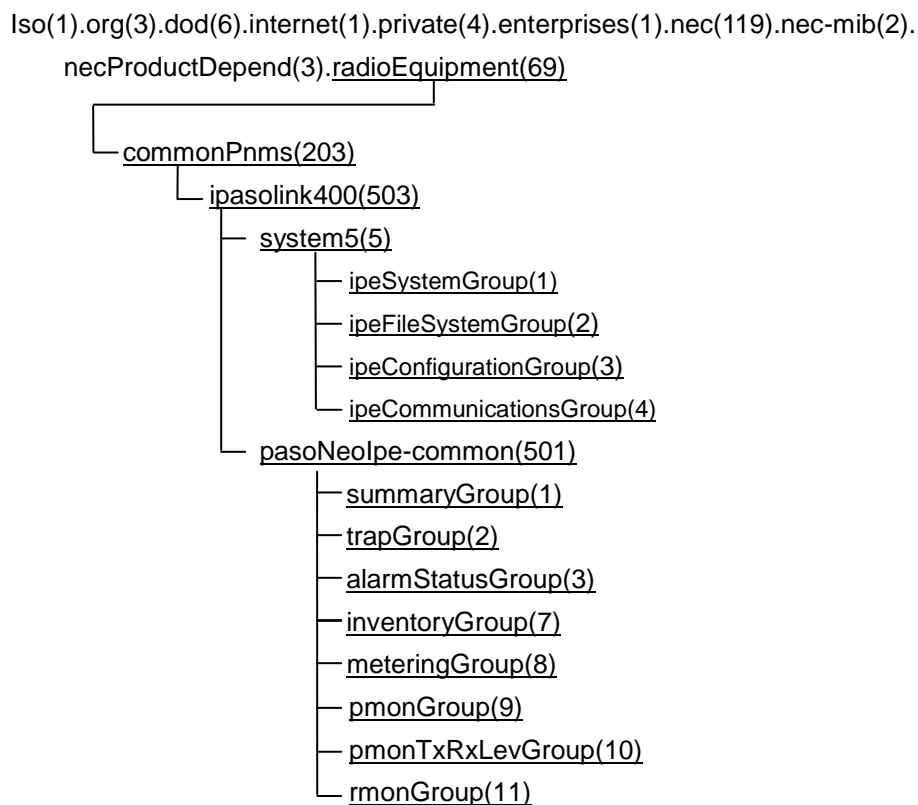 Iso(1).org(3).dod(6).internet(1).private(4).enterprises(1).nec(119).nec-mib(2).
necProductDepend(3).radioEquipment(69)
commonPnms(203)
ipasolink400(503)
system5(5)
ipeSystemGroup(1)
ipeFileSystemGroup(2)
ipeConfigurationGroup(3)
ipeCommunicationsGroup(4)
pasoNeoIpe-common(501)
summaryGroup(1)
trapGroup(2)
alarmStatusGroup(3)
inventoryGroup(7)
meteringGroup(8)
pmonGroup(9)
pmonTxRxLevGroup(10)
rmonGroup(11)